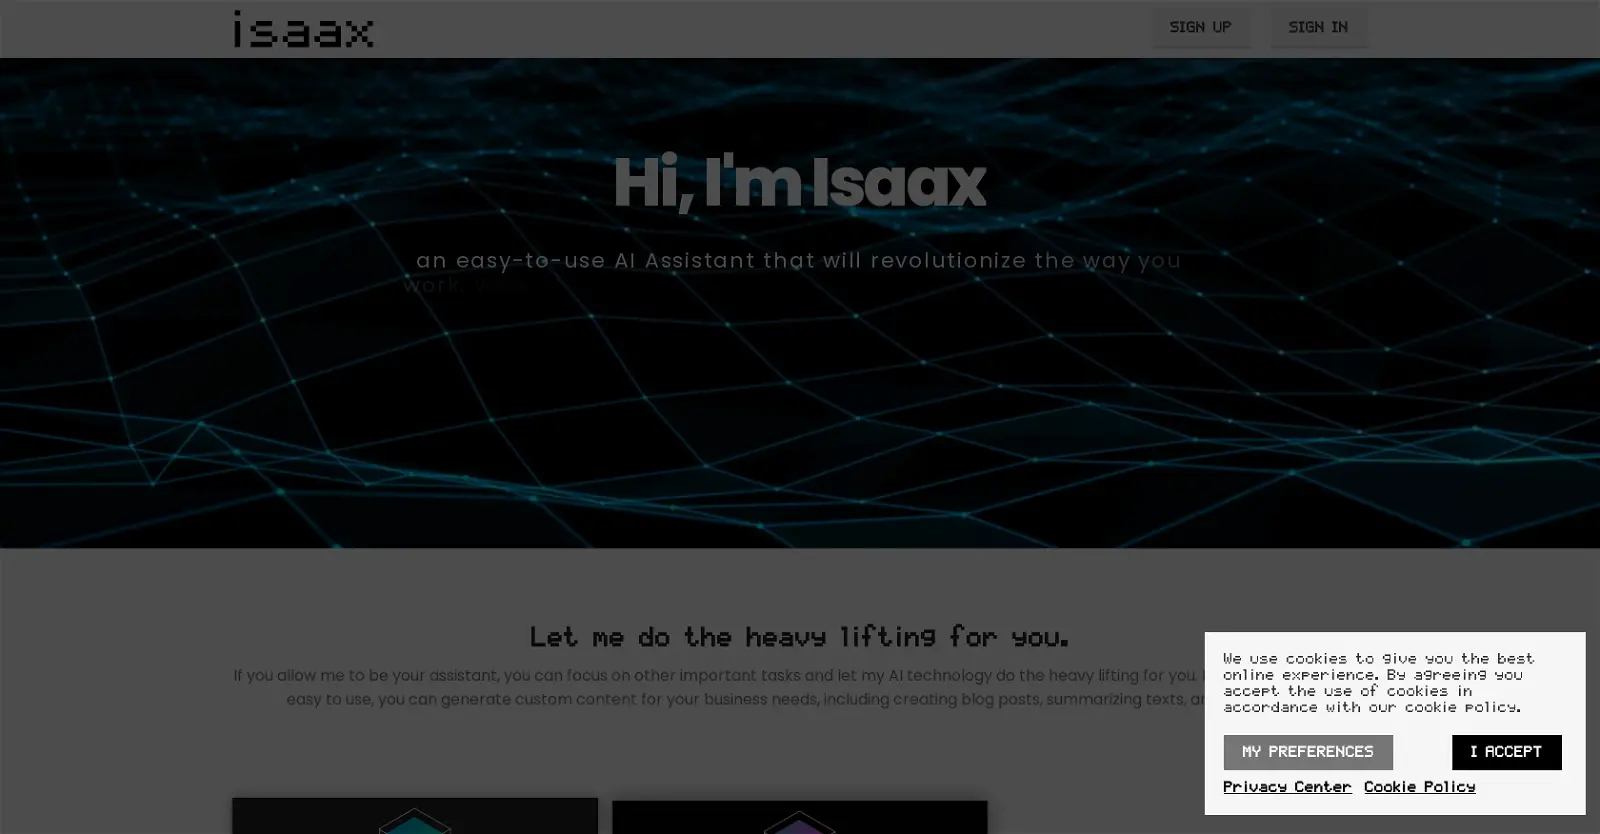 isaax
SIGN UP
SIGN IN
Hi, I'm Isaax
an easy-to-use AI Assistant that will revolutionize the way you
work.
Let me do the heavy lifting for you.
If you allow me to be your assistant, you can focus on other important tasks and let my AI technology do the heavy lifting for you.
easy to use, you can generate custom content for your business needs, including creating blog posts, summarizing texts,
We use cookies to give you the best
online experience. By agreeing you
accept the use of cookies in
accordance with our cookie policy.
MY PREFERENCES
I ACCEPT
Privacy Center
Cookie Policy